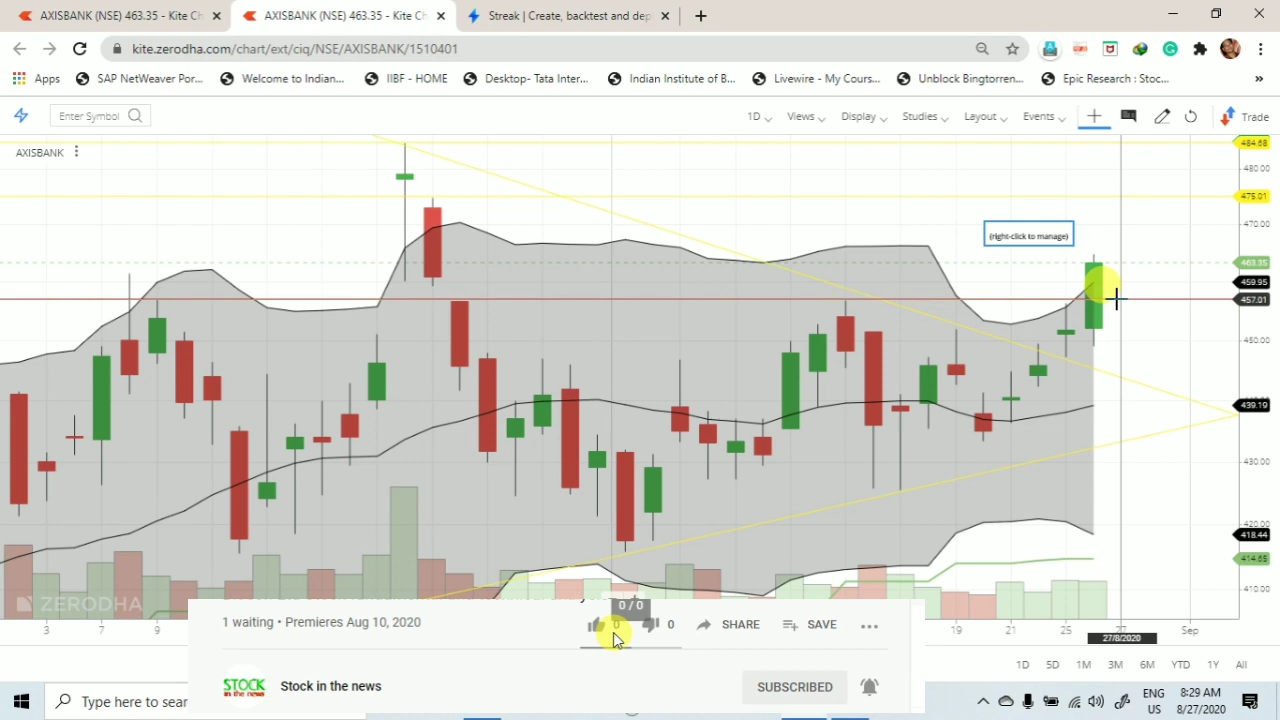 AXISBANK (NSE) 463.35 - Kite Ch
AXISBANK (NSE) 463.35 - Kite Ch
Streak | Create, backtest and dep
kite.zerodha.com/chart/ext/ciq/NSE/AXISBANK/1510401
Apps
SAP NetWeaver Por...
Welcome to Indian...
IIBF - HOME
Desktop- Tata Inter...
Indian Institute of B...
Livewire - My Cours...
Unblock Bingtorren...
Epic Research : Stoc...
»
Enter Symbol
1D
Views
Display
Studies
Layout
Events
Trade
AXISBANK
(right-click to manage)
484.68
480.00
475.01
470.00
463.35
459.95
457.01
450.00
439.19
430.00
420.00
418.44
414.65
410.00
ZERODHA
3 7 9 19 21 25 27 Sep
27/8/2020
1D 5D 1M 3M 6M YTD 1Y All
0 / 0
1 waiting • Premieres Aug 10, 2020
0 0 SHARE SAVE
STOCK
in the news
Stock in the news
SUBSCRIBED
Type here to sear
ENG
US
8:29 AM
8/27/2020